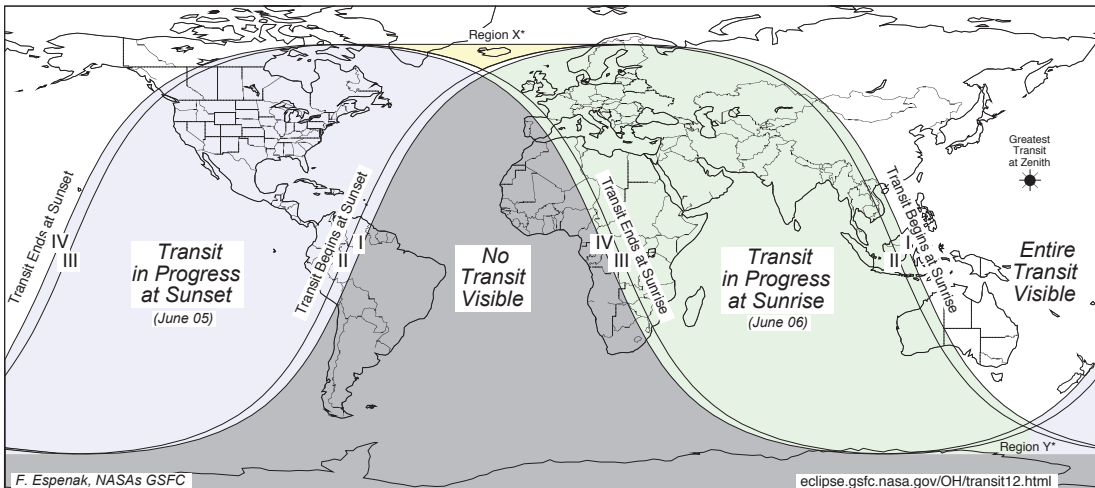 Region X*
Greatest
Transit
at Zenith
Transit Ends at Sunset
IV
III
Transit
in Progress
at Sunset
(June 05)
Transit Begins at Sunset
I
II
No
Transit
Visible
IV
III
Transit Ends at Sunrise
Transit
in Progress
at Sunrise
(June 06)
I
II
Transit Begins at Sunrise
Entire
Transit
Visible
Region Y*
F. Espenak, NASAs GSFC
eclipse.gsfc.nasa.gov/OH/transit12.html